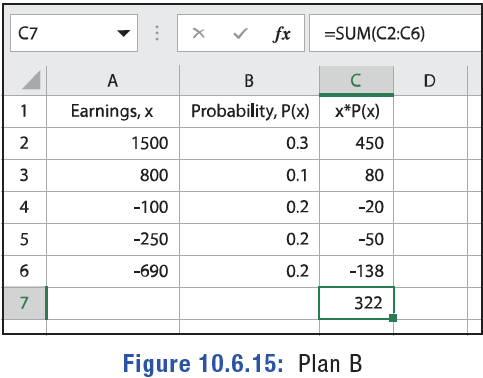 C7 fx =SUM(C2:C6)
A B C D
1 Earnings, x Probability, P(x) x*P(x)
2 1500 0.3 450
3 800 0.1 80
4 -100 0.2 -20
5 -250 0.2 -50
6 -690 0.2 -138
7 322
Figure 10.6.15: Plan B